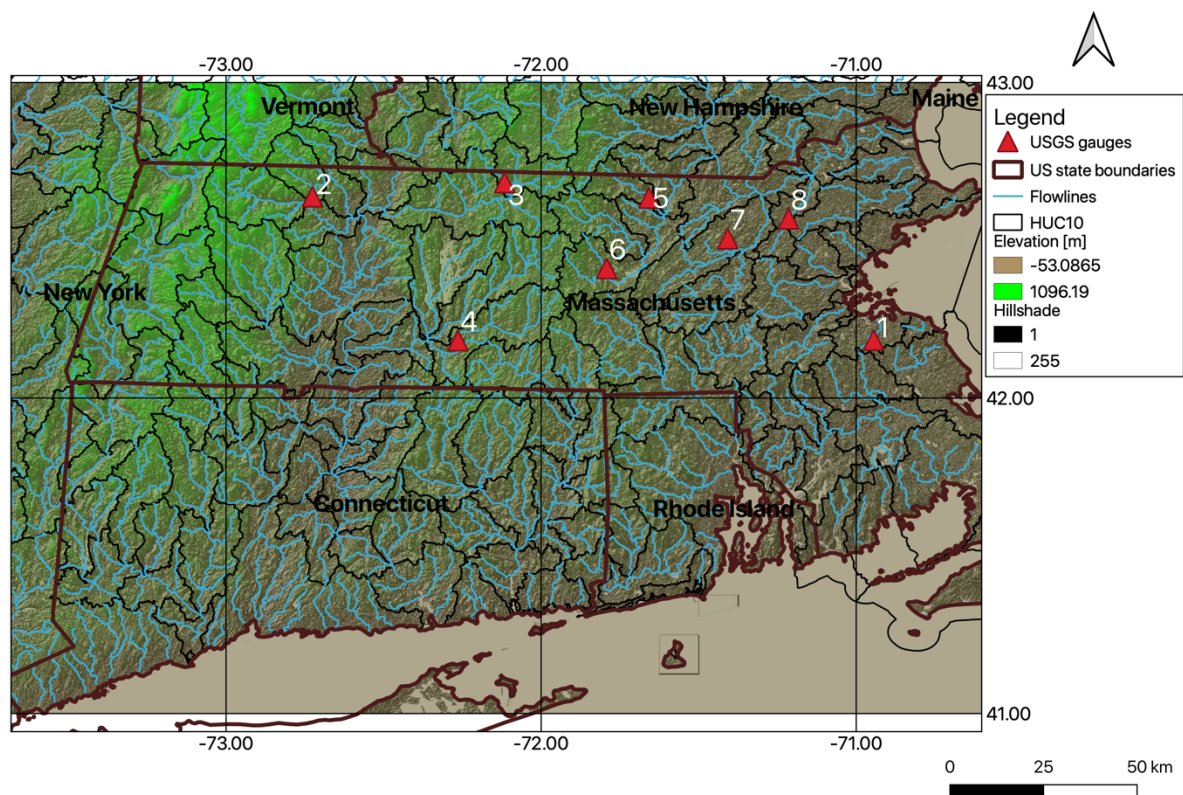 -73.00 -72.00 -71.00
43.00
Vermont New Hampshire Maine
Legend
USGS gauges
US state boundaries
Flowlines
HUC10
Elevation [m]
-53.0865
1096.19
Hillshade
1
255
2
3
5
8
7
6
New York
Massachusetts
4
1
42.00
Connecticut
Rhode Island
41.00
-73.00 -72.00 -71.00
0 25 50 km